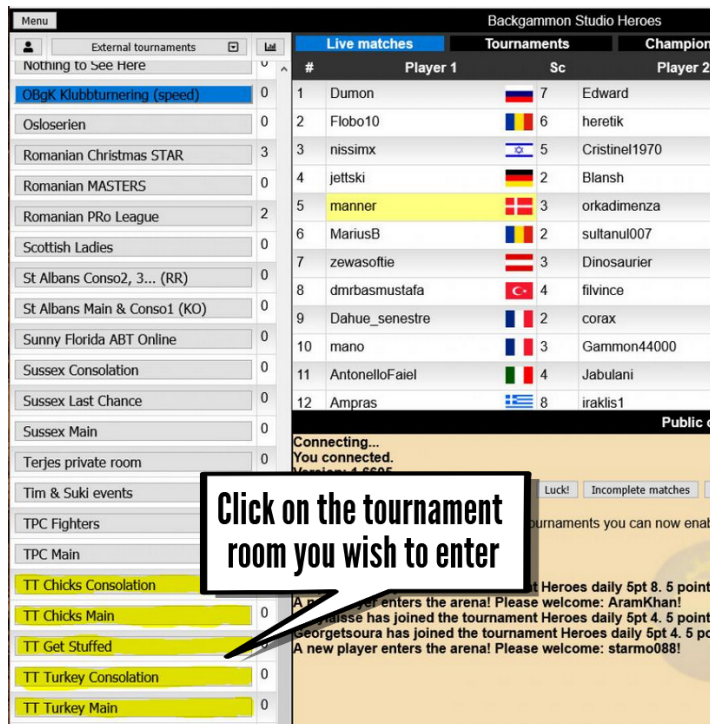 Menu
Backgammon Studio Heroes
External tournaments
Live matches Tournaments Champion
# Player 1 Sc Player 2
Nothing to See Here 0
OBgK Klubbturnering (speed) 0
Osloserien 0
Romanian Christmas STAR 3
Romanian MASTERS 0
Romanian PRo League 2
Scottish Ladies 0
St Albans Conso2, 3... (RR) 0
St Albans Main & Conso1 (KO) 0
Sunny Florida ABT Online 0
Sussex Consolation 0
Sussex Last Chance 0
Sussex Main 0
Terjes private room 0
Tim & Suki events
TPC Fighters
TPC Main
TT Chicks Consolation
TT Chicks Main 0
TT Get Stuffed
TT Turkey Consolation 0
TT Turkey Main 0
1 Dumon 7 Edward
2 Flobo10 6 heretik
3 nissimx 5 Cristinel1970
4 jettski 2 Blansh
5 manner 3 orkadimenza
6 MariusB 2 sultanul007
7 zewasoftie 3 Dinosaurier
8 dmrbasmustafa 4 filvince
9 Dahue_senestre 2 corax
10 mano 3 Gammon44000
11 AntonelloFaiel 4 Jabulani
12 Ampras 8 iraklis1
Public
Connecting...
You connected.
Version: 1.6605
Luck! Incomplete matches
you can now enab
Click on the tournament
room you wish to enter
Heroes daily 5pt 8. 5 point
A new player enters the arena! Please welcome: AramKhan!
has joined the tournament Heroes daily 5pt 4. 5 point
Georgetsoura has joined the tournament Heroes daily 5pt 4. 5 po
A new player enters the arena! Please welcome: starmo088!